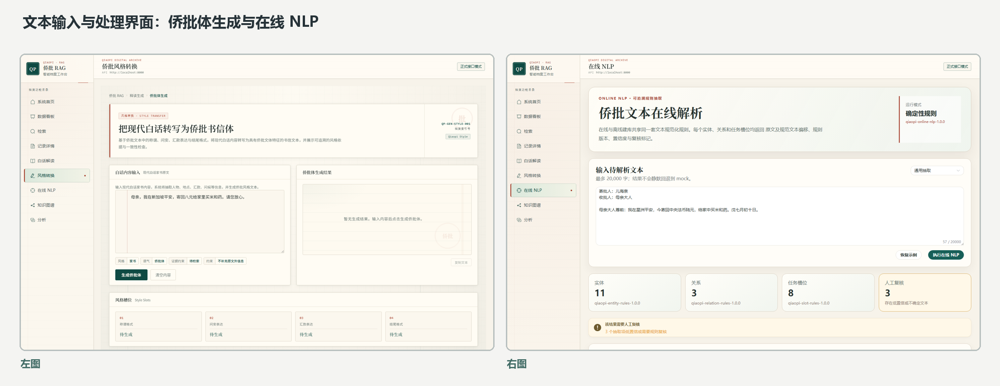 文本输入与处理界面：侨批体生成与在线 NLP
QP
QIAOPI · RAG
侨批 RAG
智能档案工作台
QIAOPI DIGITAL ARCHIVE
侨批风格转换
API http://localhost:8000
正式接口模式
档案功能目录
系统首页
数据看板
检索
记录详情
白话解读
风格转换
在线 NLP
知识图谱
分析
侨批 RAG · 释读生成 · 侨批体生成
风格转换 · STYLE TRANSFER
把现代白话转写为侨批书信体
基于侨批文本中的称谓、问安、汇款表达与结尾格式，将现代白话内容转写为具有侨批文体特征的书信文本，并展示可追溯的风格依
据与一致性检查。
批
QP-GEN-STYLE-001
档案索引号
Qiaopi Style
白话内容输入 现代白话家书原文
输入现代白话家书内容，系统将抽取人物、地点、汇款、问候等信息，并生成侨批风格文本。
母亲，我在新加坡平安，寄回八元给家里买米和药。请您放心。
风格 家书 语气 侨批体 证据约束 待检索 约束 不补充原文外信息
生成侨批体 清空内容
侨批体生成结果
暂无生成结果。输入内容后点击生成侨批体。
侨批
复制文本
风格槽位 Style Slots
01
称谓格式
待生成
02
问安表达
待生成
03
汇款表达
待生成
04
结尾格式
待生成
左图
QP
QIAOPI · RAG
侨批 RAG
智能档案工作台
QIAOPI DIGITAL ARCHIVE
在线 NLP
API http://localhost:8000
正式接口模式
档案功能目录
系统首页
数据看板
检索
记录详情
白话解读
风格转换
在线 NLP
知识图谱
分析
ONLINE NLP · 可追溯规则抽取
侨批文本在线解析
在线与离线建库共享同一套文本规范化规则。每个实体、关系和任务槽位均返回 原文及规范文本偏移、规则
版本、置信度与复核标记。
运行模式
确定性规则
qiaopi-online-nlp-1.0.0
输入待解析文本
最多 20,000 字；结果不会静默回退到 mock。
通用抽取
寄批人：儿海泉
收批人：母亲大人
母亲大人尊前：我在星洲平安，今寄回中央法币陆元，给家中买米和药。戊七月初十日。
57 / 20000
恢复示例 执行在线 NLP
实体
11
qiaopi-entity-rules-1.0.0
关系
3
qiaopi-relation-rules-1.0.0
任务槽位
8
qiaopi-slot-rules-1.0.0
人工复核
3
存在低置信或不确定文本
该结果需要人工复核
3 个抽取项低置信或需要规则复核
右图